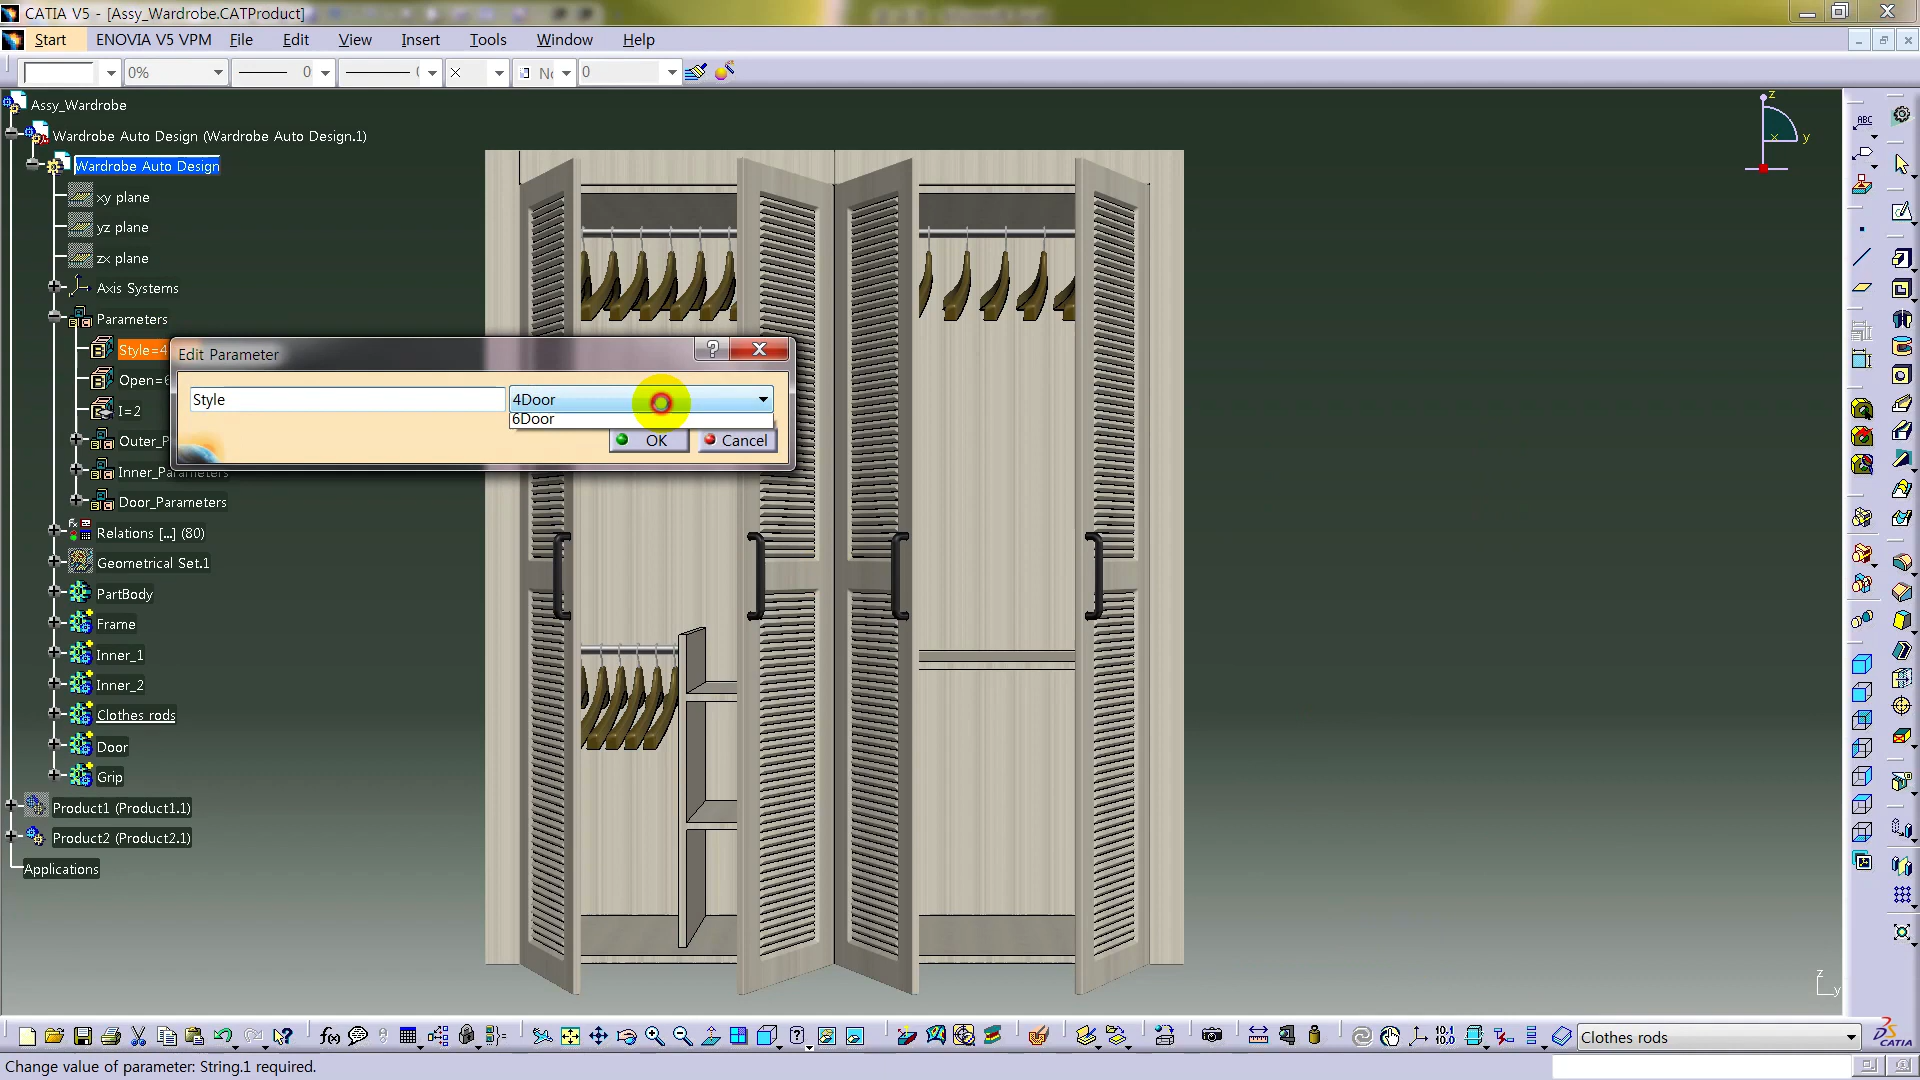 CATIA V5 - [Assy_Wardrobe.CATProduct]
Start ENOVIA V5 VPM File Edit View Insert Tools Window Help
0% 0 0
Assy_Wardrobe
Wardrobe Auto Design (Wardrobe Auto Design.1)
Wardrobe Auto Design
xy plane
yz plane
zx plane
Axis Systems
Parameters
Style=4
Open=
I=2
Outer_P
Inner_Parameters
Door_Parameters
Relations [...] (80)
Geometrical Set.1
PartBody
Frame
Inner_1
Inner_2
Clothes rods
Door
Grip
Product1 (Product1.1)
Product2 (Product2.1)
Applications
Edit Parameter
Style 4Door
6Door
OK Cancel
z
x y
ABC
z
y
Clothes rods
CATIA
Change value of parameter: String.1 required.